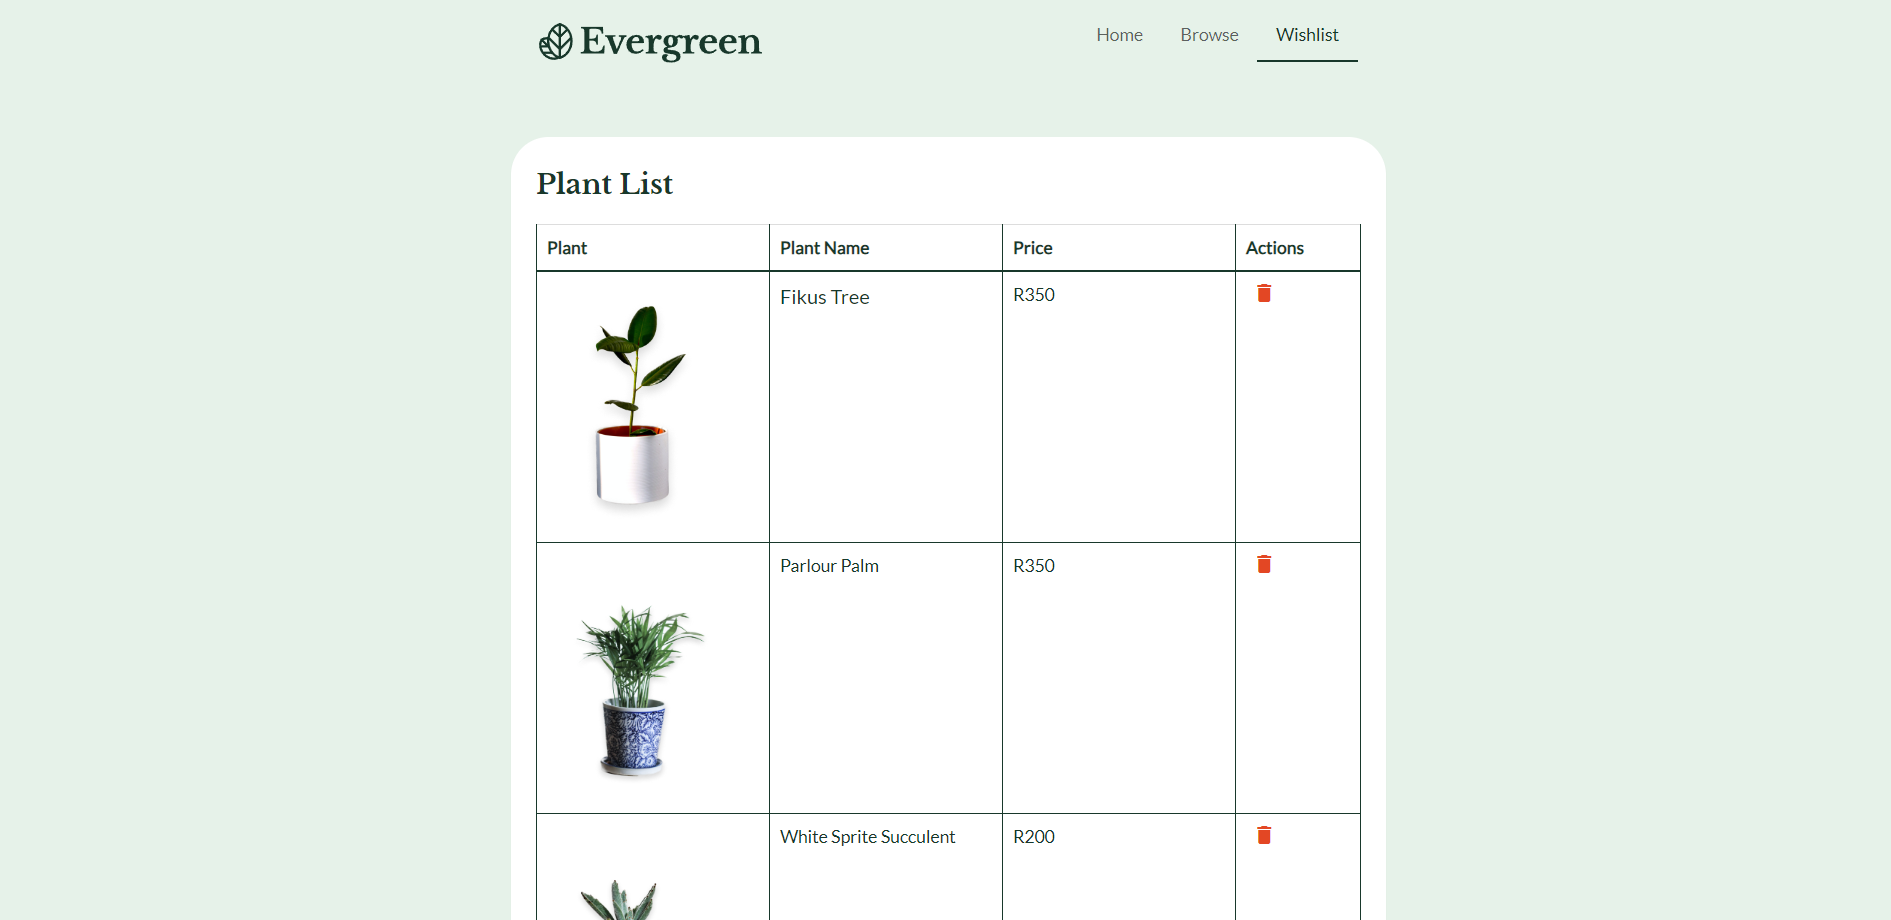 Evergreen
Home Browse Wishlist
Plant List
Plant Plant Name Price Actions
Fikus Tree R350
Parlour Palm R350
White Sprite Succulent R200